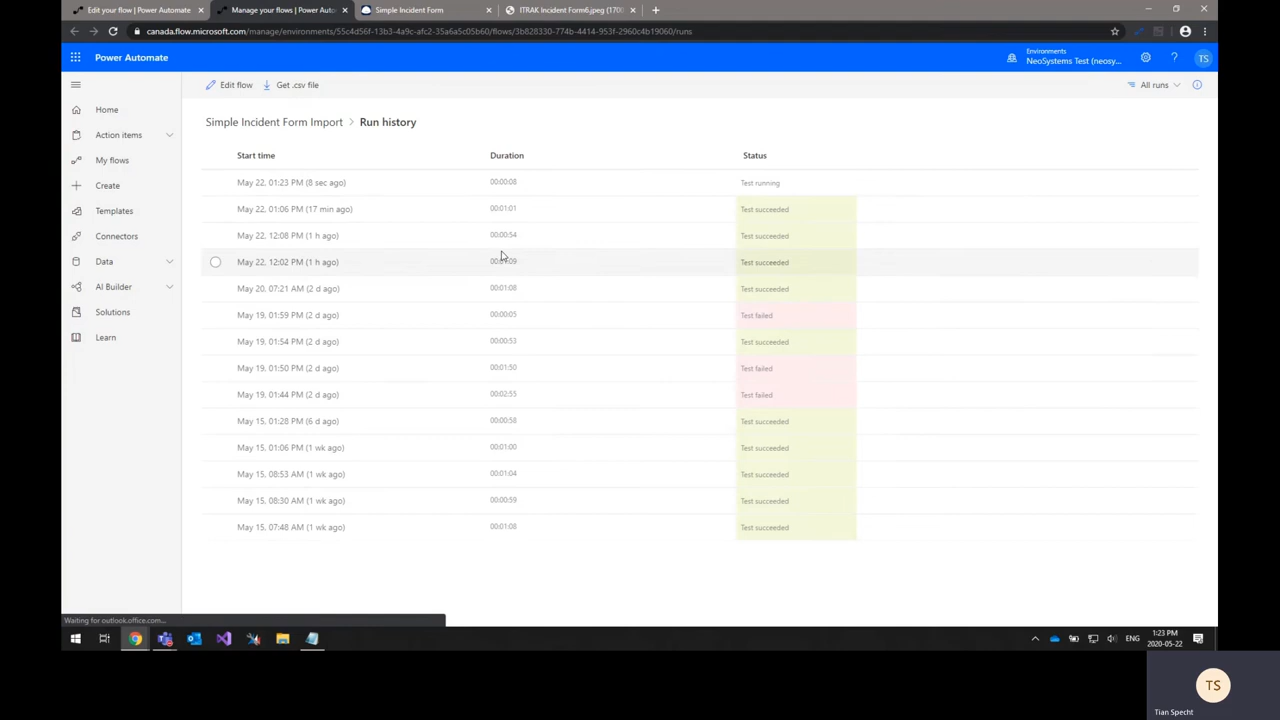 Edit your flow | Power Automate
Manage your flows | Power Auto
Simple Incident Form
ITRAK Incident Form6.jpeg (1700
canada.flow.microsoft.com/manage/environments/55c4d56f-13b3-4a9c-afc2-35a6a5c05b60/flows/3b828330-774b-4414-953f-2960c4b19060/runs
Power Automate
Environments
NeoSystems Test (neosy...
TS
Edit flow
Get .csv file
All runs
Home
Action items
My flows
Create
Templates
Connectors
Data
AI Builder
Solutions
Learn
Simple Incident Form Import > Run history
Start time Duration Status
May 22, 01:23 PM (8 sec ago) 00:00:08 Test running
May 22, 01:06 PM (17 min ago) 00:01:01 Test succeeded
May 22, 12:08 PM (1 h ago) 00:00:54 Test succeeded
May 22, 12:02 PM (1 h ago) 00:01:09 Test succeeded
May 20, 07:21 AM (2 d ago) 00:01:08 Test succeeded
May 19, 01:59 PM (2 d ago) 00:00:05 Test failed
May 19, 01:54 PM (2 d ago) 00:00:53 Test succeeded
May 19, 01:50 PM (2 d ago) 00:01:50 Test failed
May 19, 01:44 PM (2 d ago) 00:02:55 Test failed
May 15, 01:28 PM (6 d ago) 00:00:58 Test succeeded
May 15, 01:06 PM (1 wk ago) 00:01:00 Test succeeded
May 15, 08:53 AM (1 wk ago) 00:01:04 Test succeeded
May 15, 08:30 AM (1 wk ago) 00:00:59 Test succeeded
May 15, 07:48 AM (1 wk ago) 00:01:08 Test succeeded
Waiting for outlook.office.com...
ENG
1:23 PM
2020-05-22
TS
Tian Specht